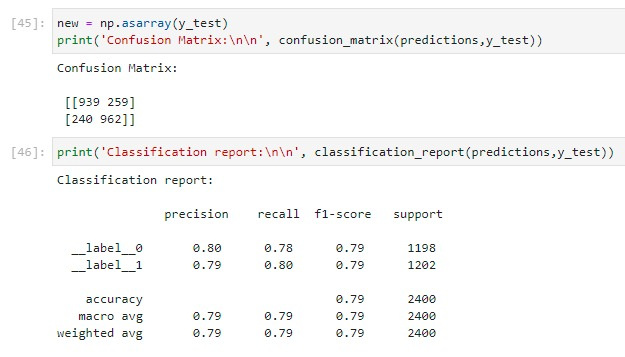 [45]: new = np.asarray(y_test)
print('Confusion Matrix:\n\n', confusion_matrix(predictions,y_test))
Confusion Matrix:
[[939 259]
[240 962]]
[46]: print('Classification report:\n\n', classification_report(predictions,y_test))
Classification report:
precision recall f1-score support
__label__0 0.80 0.78 0.79 1198
__label__1 0.79 0.80 0.79 1202
accuracy 0.79 2400
macro avg 0.79 0.79 0.79 2400
weighted avg 0.79 0.79 0.79 2400